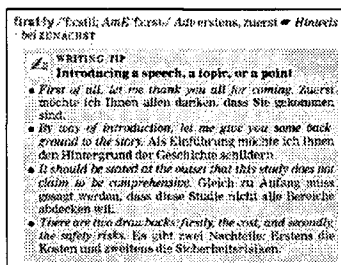 firstly /ˈfɜːstli; AmE ˈfɜːrs-/ Adv erstens, zuerst ☛ Hinweis
bei ZUNÄCHST
WRITING TIP
Introducing a speech, a topic, or a point
• First of all, let me thank you all for coming. Zuerst
möchte ich Ihnen allen danken, dass Sie gekommen
sind.
• By way of introduction, let me give you some back-
ground to the story. Als Einführung möchte ich Ihnen
den Hintergrund der Geschichte schildern.
• It should be stated at the outset that this study does not
claim to be comprehensive. Gleich zu Anfang muss
gesagt werden, dass diese Studie nicht alle Bereiche
abdecken will.
• There are two drawbacks: firstly, the cost, and secondly
the safety risks. Es gibt zwei Nachteile: Erstens die
Kosten und zweitens die Sicherheitsrisiken.